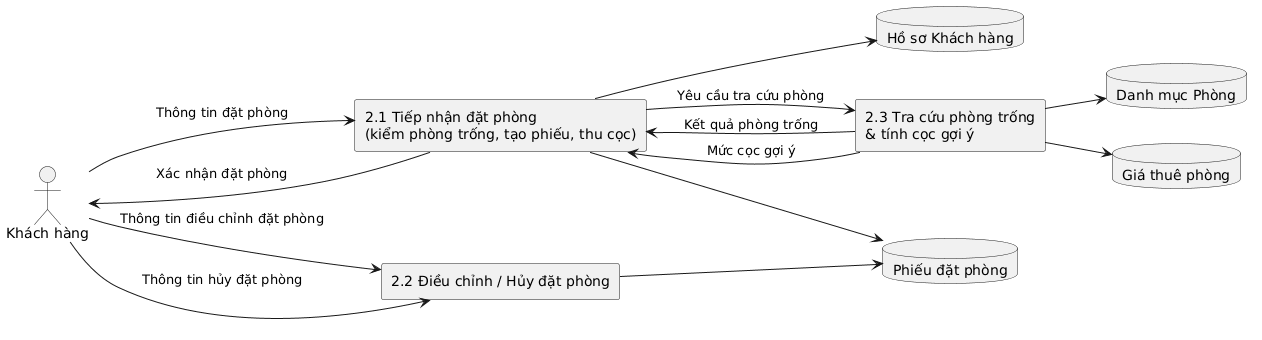 Hồ sơ Khách hàng
Danh mục Phòng
Thông tin đặt phòng
Yêu cầu tra cứu phòng
2.1 Tiếp nhận đặt phòng
(kiểm phòng trống, tạo phiếu, thu cọc)
Kết quả phòng trống
2.3 Tra cứu phòng trống
& tính cọc gợi ý
Mức cọc gợi ý
Xác nhận đặt phòng
Giá thuê phòng
Khách hàng
Thông tin điều chỉnh đặt phòng
Thông tin hủy đặt phòng
2.2 Điều chỉnh / Hủy đặt phòng
Phiếu đặt phòng